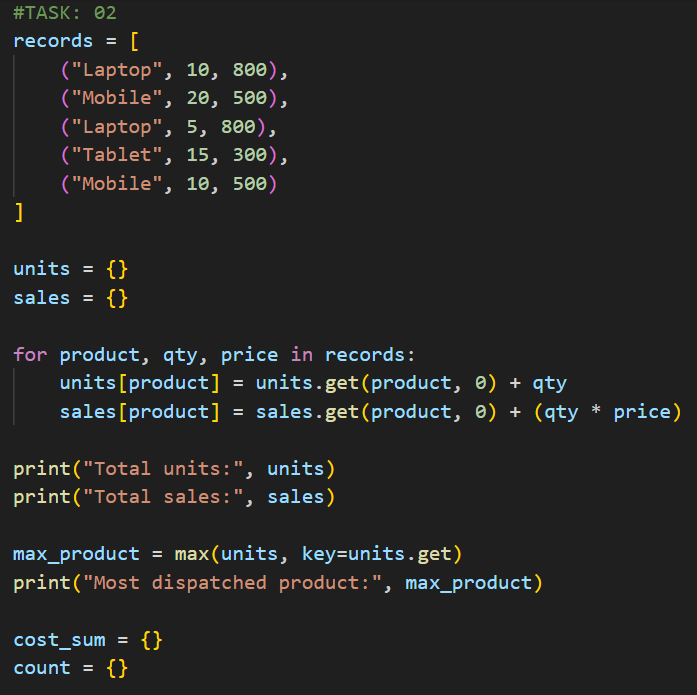 #TASK: 02
records = [
    ("Laptop", 10, 800),
    ("Mobile", 20, 500),
    ("Laptop", 5, 800),
    ("Tablet", 15, 300),
    ("Mobile", 10, 500)
]

units = {}
sales = {}

for product, qty, price in records:
    units[product] = units.get(product, 0) + qty
    sales[product] = sales.get(product, 0) + (qty * price)

print("Total units:", units)
print("Total sales:", sales)

max_product = max(units, key=units.get)
print("Most dispatched product:", max_product)

cost_sum = {}
count = {}